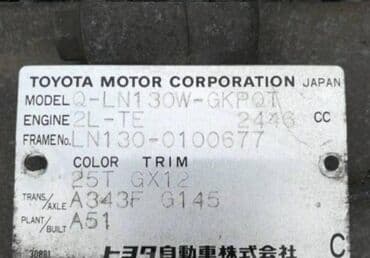 TOYOTA MOTOR CORPORATION JAPAN
MODEL Q-LN130W-GKPQT
ENGINE 2L-TE 2446 CC
FRAME No. LN130-0100677
COLOR TRIM
25T GX12
TRANS./AXLE A343F G145
PLANT/BUILT A51
30881 トヨタ自動車株式会社 C